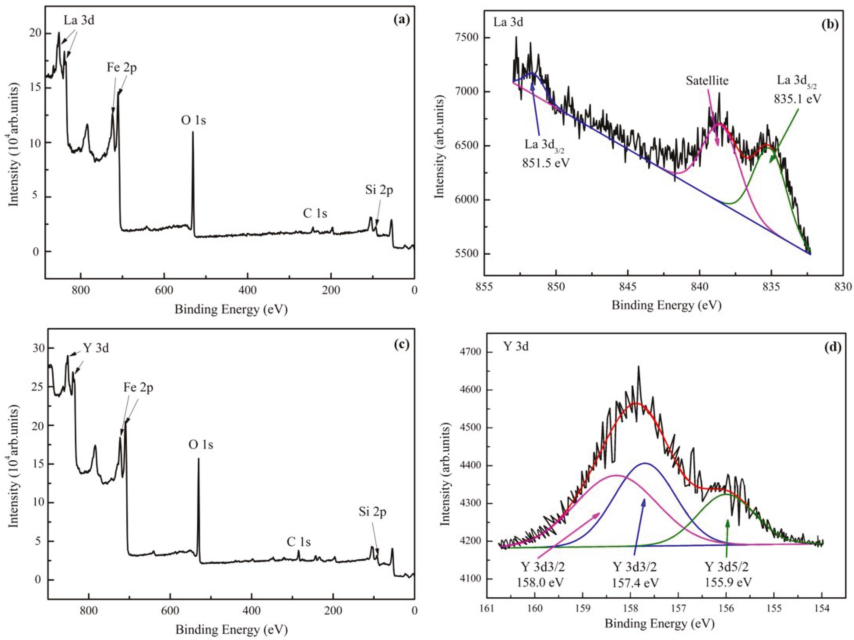 (a)
La 3d
Fe 2p
O 1s
C 1s
Si 2p
20
15
10
5
0
Intensity (10⁴arb.units)
800 600 400 200 0
Binding Energy (eV)
La 3d
(b)
Satellite
La 3d₅/₂
835.1 eV
La 3d₃/₂
851.5 eV
7500
7000
6500
6000
5500
Intensity (arb.units)
855 850 845 840 835 830
Binding Energy (eV)
(c)
Y 3d
Fe 2p
O 1s
C 1s
Si 2p
30
25
20
15
10
5
0
Intensity (10⁴arb.units)
800 600 400 200 0
Binding Energy (eV)
Y 3d
(d)
4700
4600
4500
4400
4300
4200
4100
Intensity (arb.units)
Y 3d3/2 Y 3d3/2 Y 3d5/2
158.0 eV 157.4 eV 155.9 eV
161 160 159 158 157 156 155 154
Binding Energy (eV)